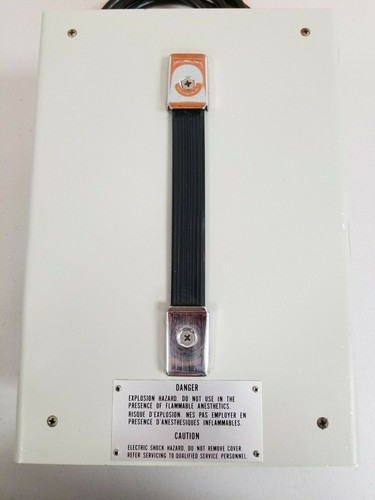 DANGER
EXPLOSION HAZARD. DO NOT USE IN THE
PRESENCE OF FLAMMABLE ANESTHETICS.
RISQUE D'EXPLOSION. NES PAS EMPLOYER EN
PRESENCE D'ANESTHESIQUES INFLAMMABLES.
CAUTION
ELECTRIC SHOCK HAZARD. DO NOT REMOVE COVER
REFER SERVICING TO QUALIFIED SERVICE PERSONNEL.